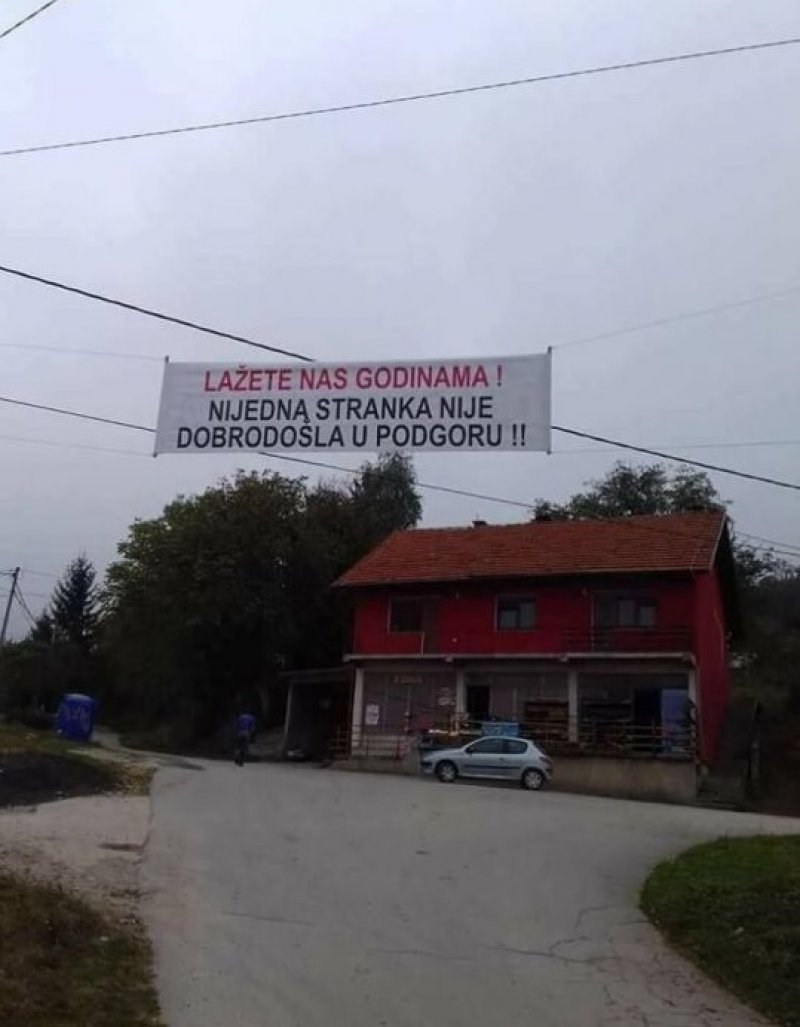 LAŽETE NAS GODINAMA !
NIJEDNA STRANKA NIJE
DOBRODOŠLA U PODGORU !!